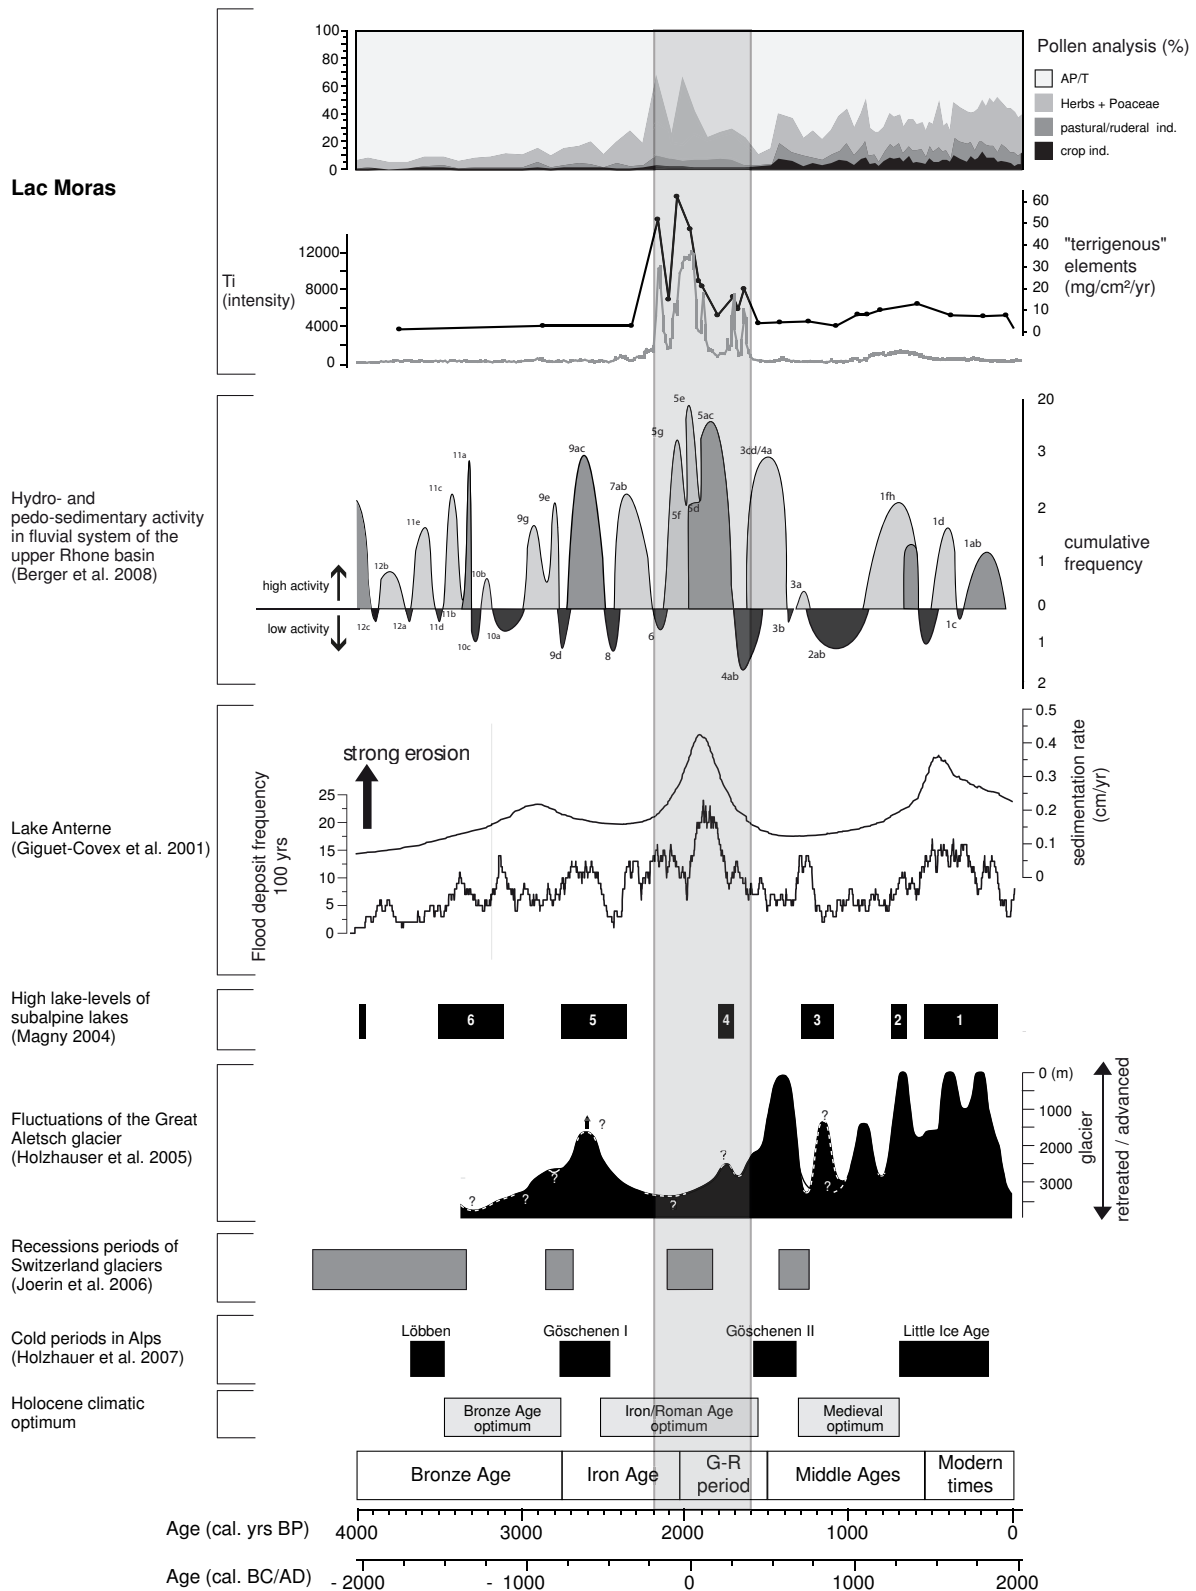 Lac Moras
100
80
60
40
20
0
Pollen analysis (%)
AP/T
Herbs + Poaceae
pastural/ruderal ind.
crop ind.
Ti
(intensity)
12000
8000
4000
0
60
50
40
30
20
10
0
"terrigenous"
elements
(mg/cm²/yr)
Hydro- and
pedo-sedimentary activity
in fluvial system of the
upper Rhone basin
(Berger et al. 2008)
high activity
low activity
12c
12b
12a
11e
11d
11c
11b
11a
10c
10b
10a
9g
9e
9d
9ac
8
7ab
6
5g
5f
5e
5d
5ac
4ab
3cd/4a
3b
3a
2ab
1fh
1d
1c
1ab
20
3
2
1
0
1
2
cumulative
frequency
Lake Anterne
(Giguet-Covex et al. 2001)
Flood deposit frequency
100 yrs
strong erosion
25
20
15
10
5
0
0.5
0.4
0.3
0.2
0.1
0
sedimentation rate
(cm/yr)
High lake-levels of
subalpine lakes
(Magny 2004)
6 5 4 3 2 1
Fluctuations of the Great
Aletsch glacier
(Holzhauser et al. 2005)
? ? ? ? ? ? ? ?
0 (m)
1000
2000
3000
glacier
retreated / advanced
Recessions periods of
Switzerland glaciers
(Joerin et al. 2006)
Cold periods in Alps
(Holzhauer et al. 2007)
Löbben Göschenen I Göschenen II Little Ice Age
Holocene climatic
optimum
Bronze Age
optimum
Iron/Roman Age
optimum
Medieval
optimum
Bronze Age
Iron Age
G-R
period
Middle Ages
Modern
times
Age (cal. yrs BP) 4000 3000 2000 1000 0
Age (cal. BC/AD) - 2000 - 1000 0 1000 2000